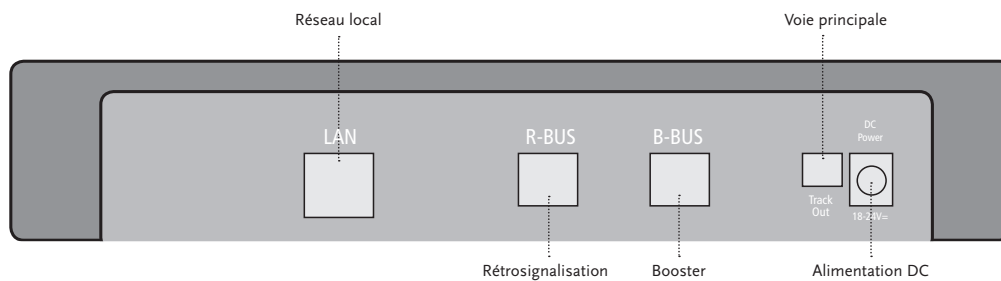 Réseau local
Voie principale
LAN
R-BUS
B-BUS
DC
Power
Track
Out
18-24V=
Rétrosignalisation
Booster
Alimentation DC